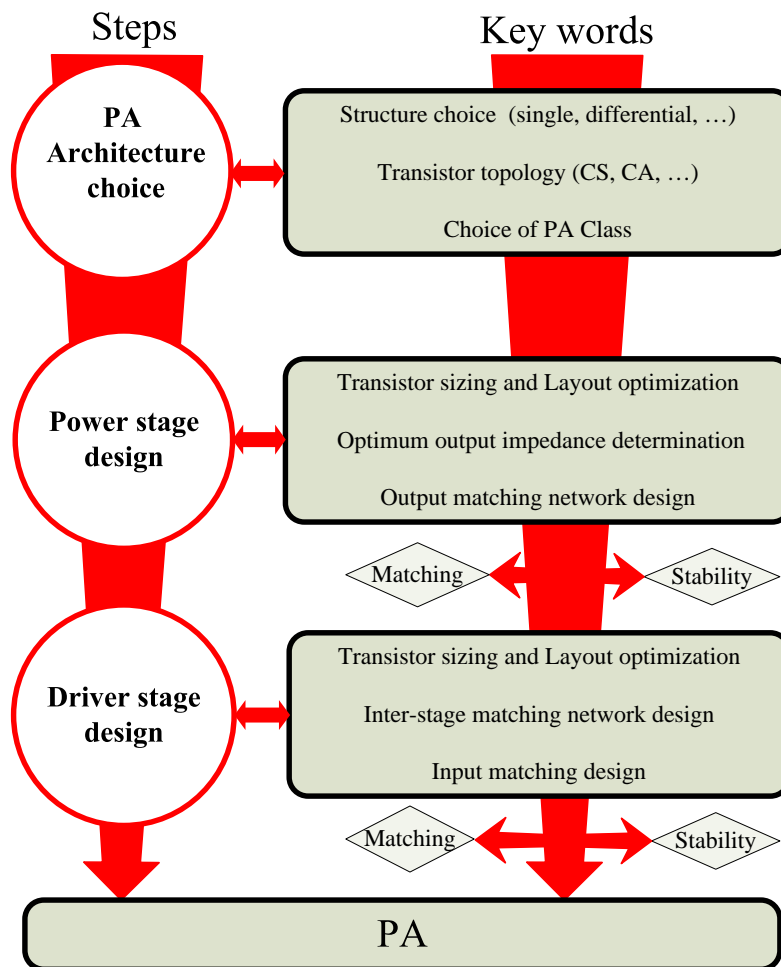 Steps
Key words
PA
Architecture
choice
Structure choice (single, differential, …)
Transistor topology (CS, CA, …)
Choice of PA Class
Power stage
design
Transistor sizing and Layout optimization
Optimum output impedance determination
Output matching network design
Matching
Stability
Driver stage
design
Transistor sizing and Layout optimization
Inter-stage matching network design
Input matching design
Matching
Stability
PA